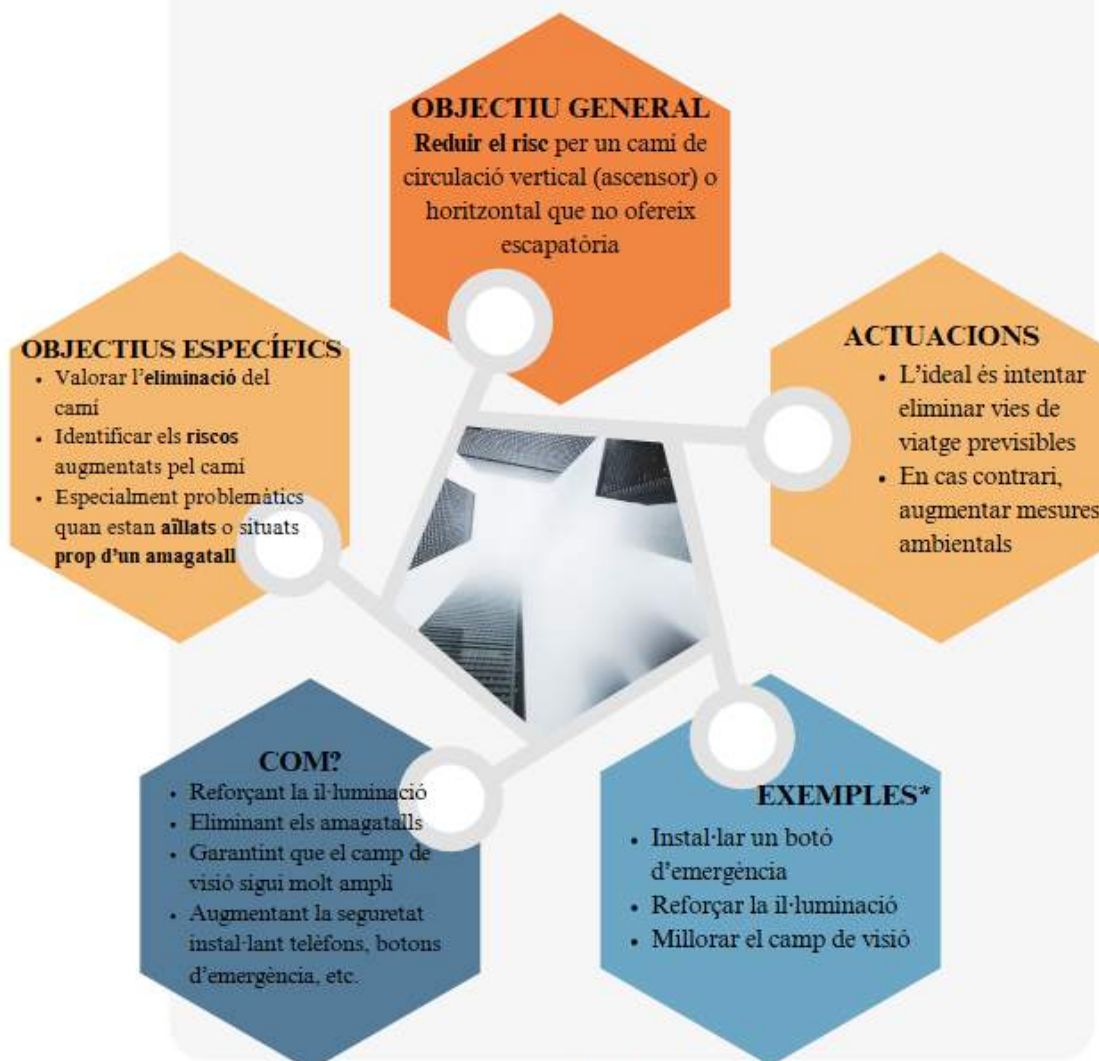 OBJECTIU GENERAL
Reduir el risc per un camí de
circulació vertical (ascensor) o
horitzontal que no ofereix
escapatòria
OBJECTIUS ESPECÍFICS
• Valorar l’eliminació del
camí
• Identificar els riscos
augmentats pel camí
• Especialment problemàtics
quan estan aïllats o situats
prop d’un amagatall
ACTUACIONS
• L’ideal és intentar
eliminar vies de
viatge previsibles
• En cas contrari,
augmentar mesures
ambientals
COM?
• Reforçant la il·luminació
• Eliminant els amagatalls
• Garantint que el camp de
visió sigui molt ampli
• Augmentant la seguretat
instal·lant telèfons, botons
d’emergència, etc.
EXEMPLES*
• Instal·lar un botó
d’emergència
• Reforçar la il·luminació
• Millorar el camp de visió